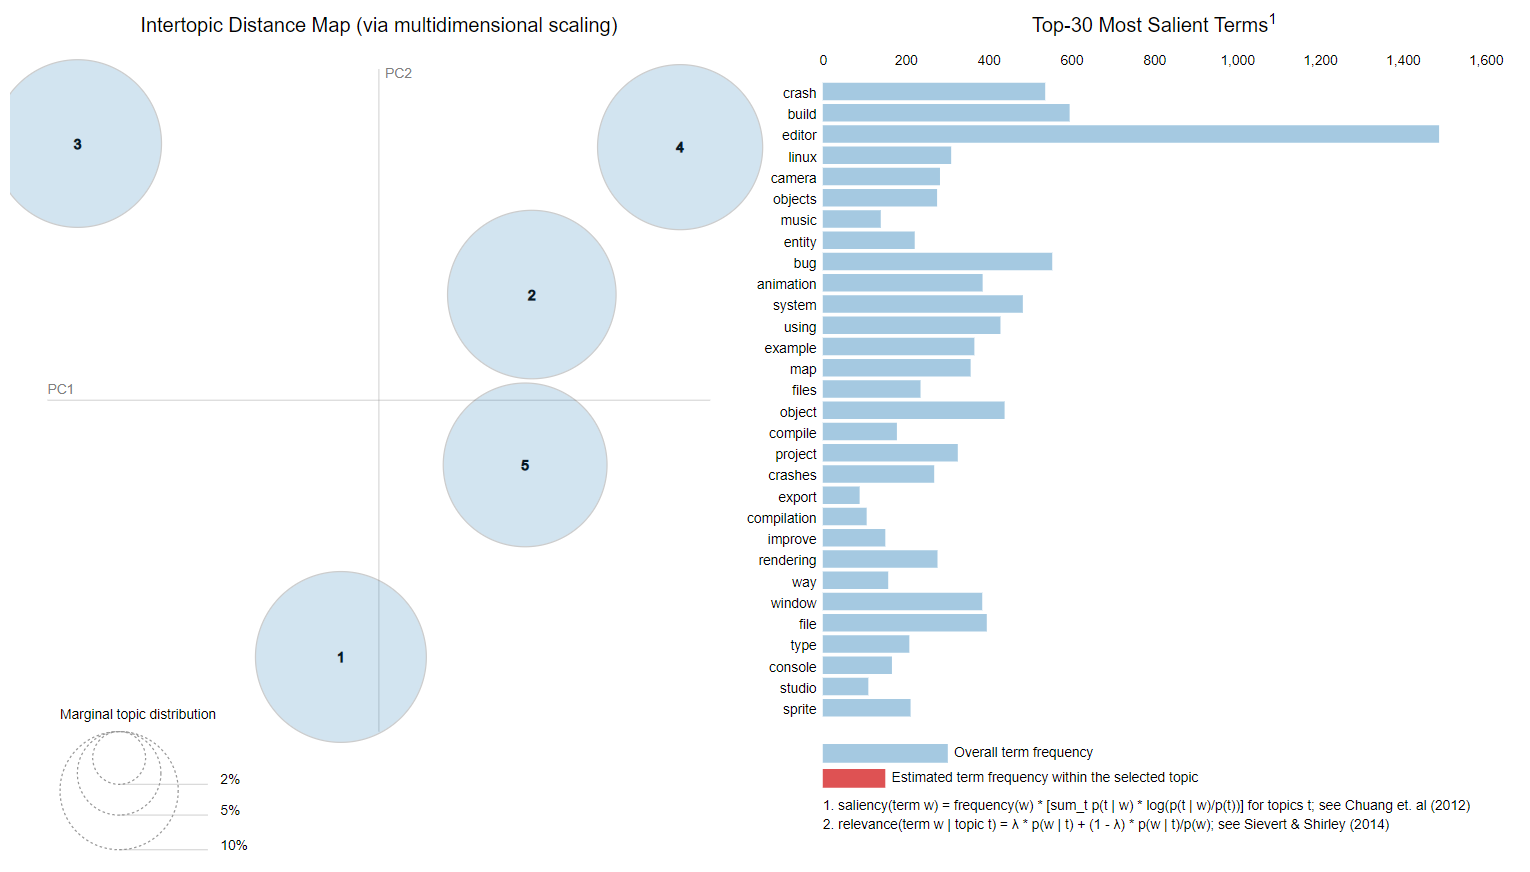 Intertopic Distance Map (via multidimensional scaling)
PC2
PC1
3
4
2
5
1
Marginal topic distribution
2%
5%
10%
Top-30 Most Salient Terms1
0 200 400 600 800 1,000 1,200 1,400 1,600
crash
build
editor
linux
camera
objects
music
entity
bug
animation
system
using
example
map
files
object
compile
project
crashes
export
compilation
improve
rendering
way
window
file
type
console
studio
sprite
Overall term frequency
Estimated term frequency within the selected topic
1. saliency(term w) = frequency(w) * [sum_t p(t | w) * log(p(t | w)/p(t))] for topics t; see Chuang et. al (2012)
2. relevance(term w | topic t) = λ * p(w | t) + (1 - λ) * p(w | t)/p(w); see Sievert & Shirley (2014)